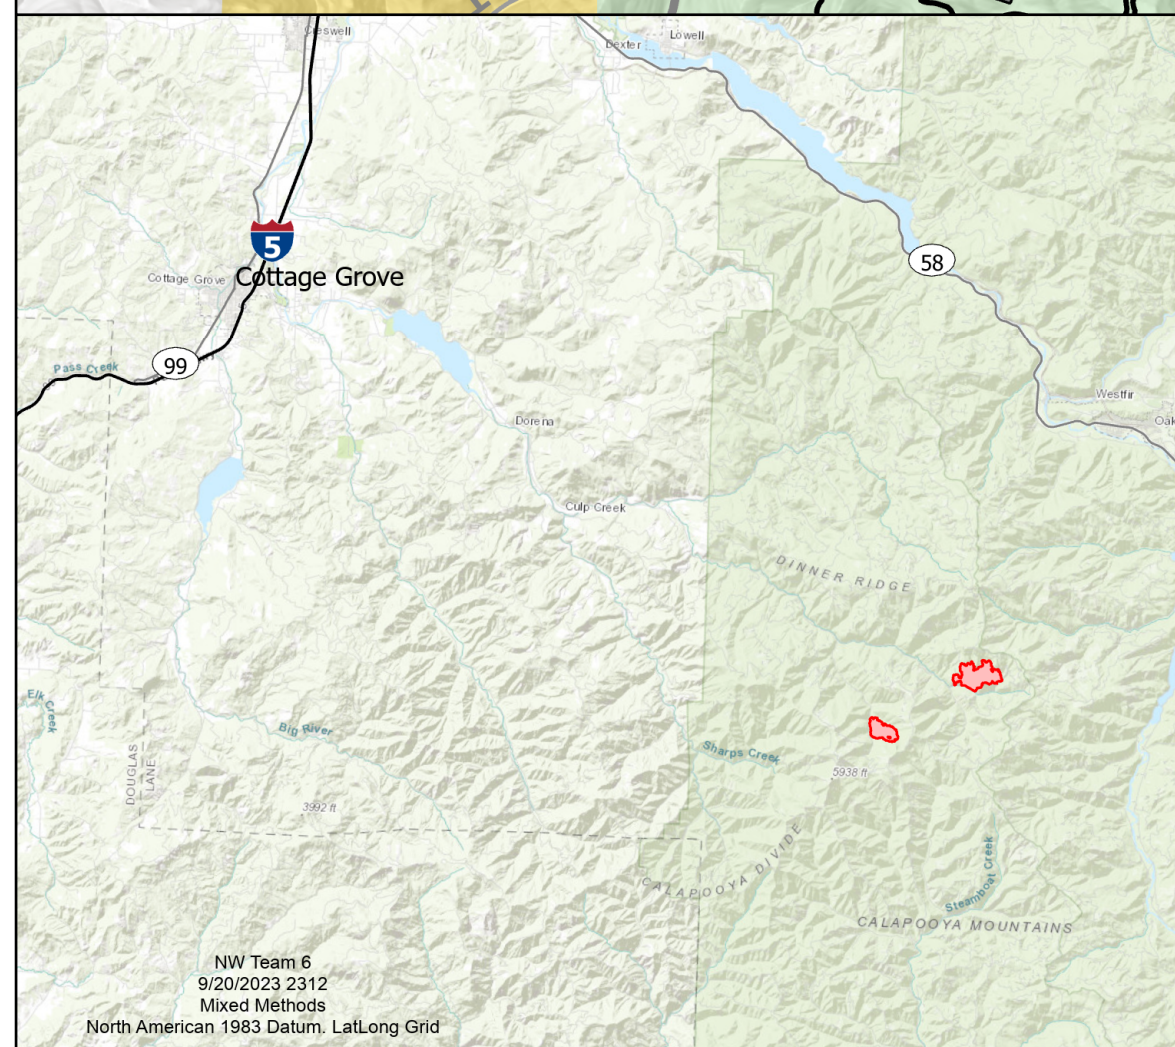 Creswell
Lowell
Dexter
5
58
Cottage Grove
Cottage Grove
99
Pass Creek
Westfir
Oak
Dorena
Culp Creek
DINNER RIDGE
Elk Creek
Big River
Sharps Creek
DOUGLAS
LANE
5938 ft
3992 ft
CALAPOOYA DIVIDE
Steamboat Creek
CALAPOOYA MOUNTAINS
NW Team 6
9/20/2023 2312
Mixed Methods
North American 1983 Datum. LatLong Grid